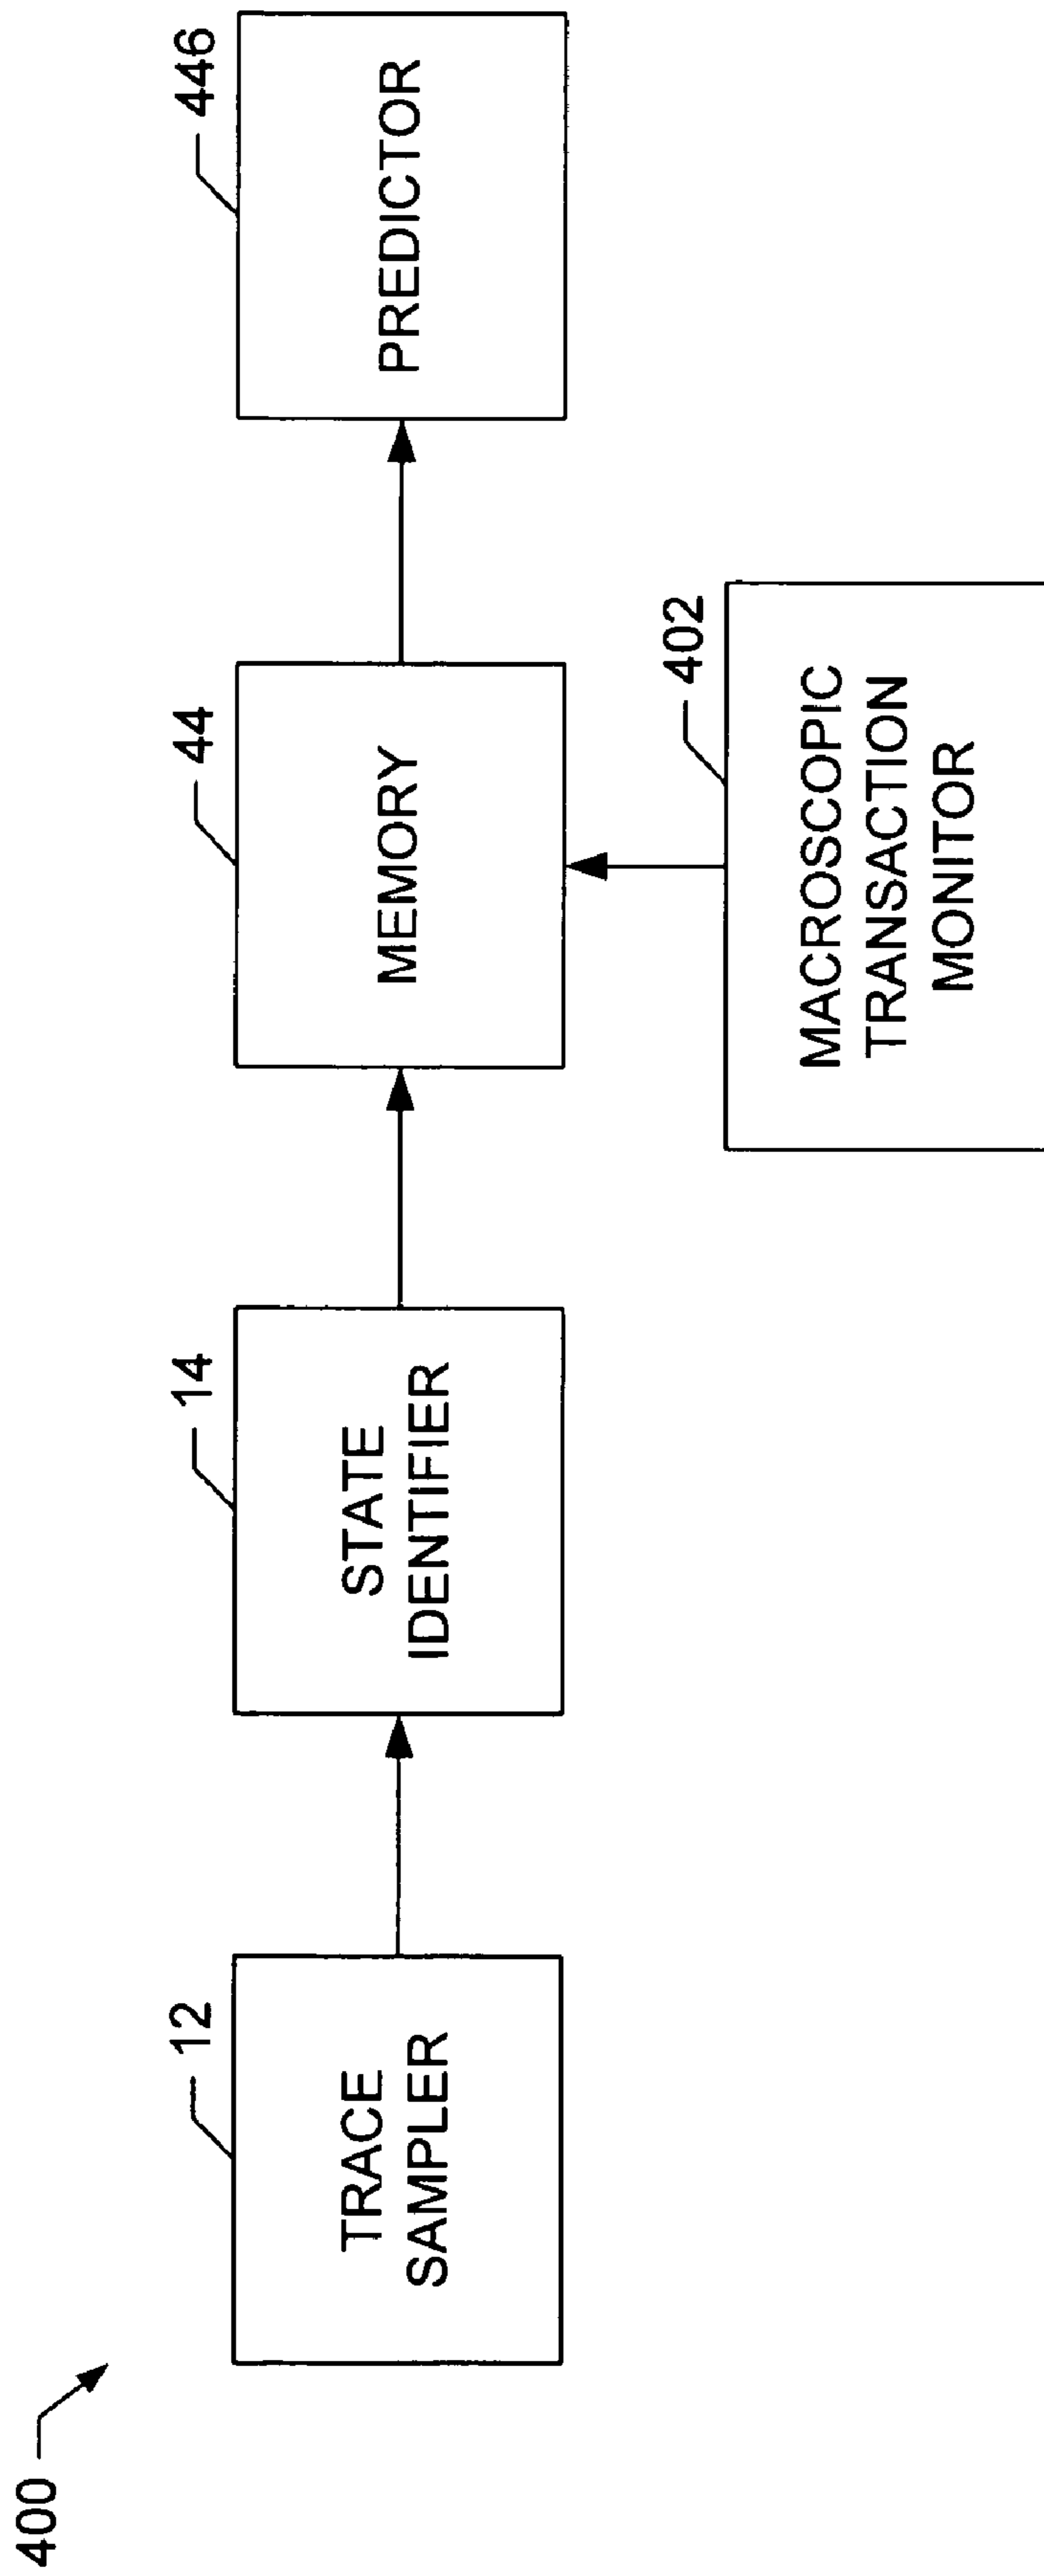 400
12
TRACE
SAMPLER
14
STATE
IDENTIFIER
44
MEMORY
446
PREDICTOR
402
MACROSCOPIC
TRANSACTION
MONITOR